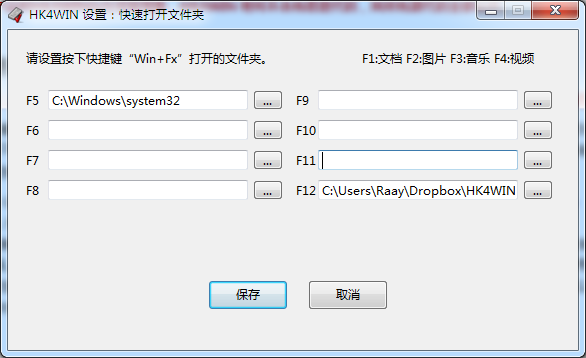 HK4WIN 设置：快速打开文件夹
请设置按下快捷键“Win+Fx”打开的文件夹。 F1:文档 F2:图片 F3:音乐 F4:视频
F5 C:\Windows\system32 ... F9 ...
F6 ... F10 ...
F7 ... F11 ...
F8 ... F12 C:\Users\Raay\Dropbox\HK4WIN ...
保存 取消